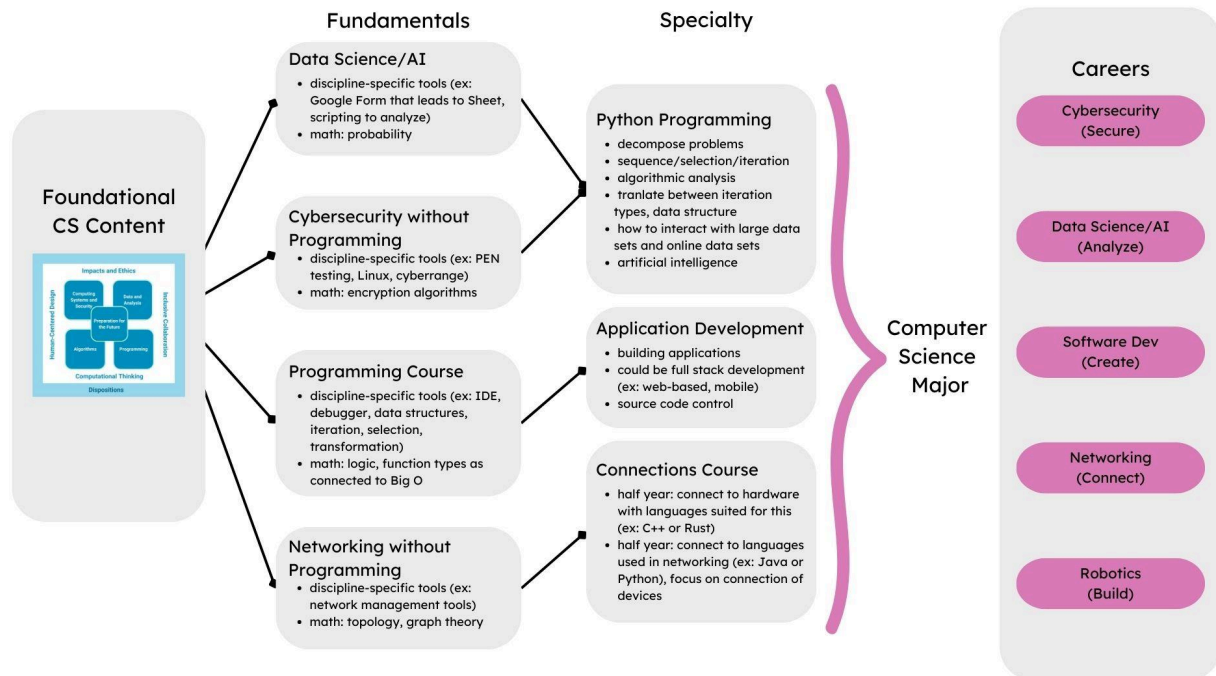 Foundational
CS Content
Impacts and Ethics
Human-Centered Design
Inclusive Collaboration
Computing
Systems and
Security
Data and
Analysis
Preparation for
the Future
Algorithms
Programming
Computational Thinking
Dispositions
Fundamentals
Data Science/AI
• discipline-specific tools (ex:
Google Form that leads to Sheet,
scripting to analyze)
• math: probability
Cybersecurity without
Programming
• discipline-specific tools (ex: PEN
testing, Linux, cyberrange)
• math: encryption algorithms
Programming Course
• discipline-specific tools (ex: IDE,
debugger, data structures,
iteration, selection,
transformation)
• math: logic, function types as
connected to Big O
Networking without
Programming
• discipline-specific tools (ex:
network management tools)
• math: topology, graph theory
Specialty
Python Programming
• decompose problems
• sequence/selection/iteration
• algorithmic analysis
• tranlate between iteration
types, data structure
• how to interact with large data
sets and online data sets
• artificial intelligence
Application Development
• building applications
• could be full stack development
(ex: web-based, mobile)
• source code control
Connections Course
• half year: connect to hardware
with languages suited for this
(ex: C++ or Rust)
• half year: connect to languages
used in networking (ex: Java or
Python), focus on connection of
devices
Computer
Science
Major
Careers
Cybersecurity
(Secure)
Data Science/AI
(Analyze)
Software Dev
(Create)
Networking
(Connect)
Robotics
(Build)